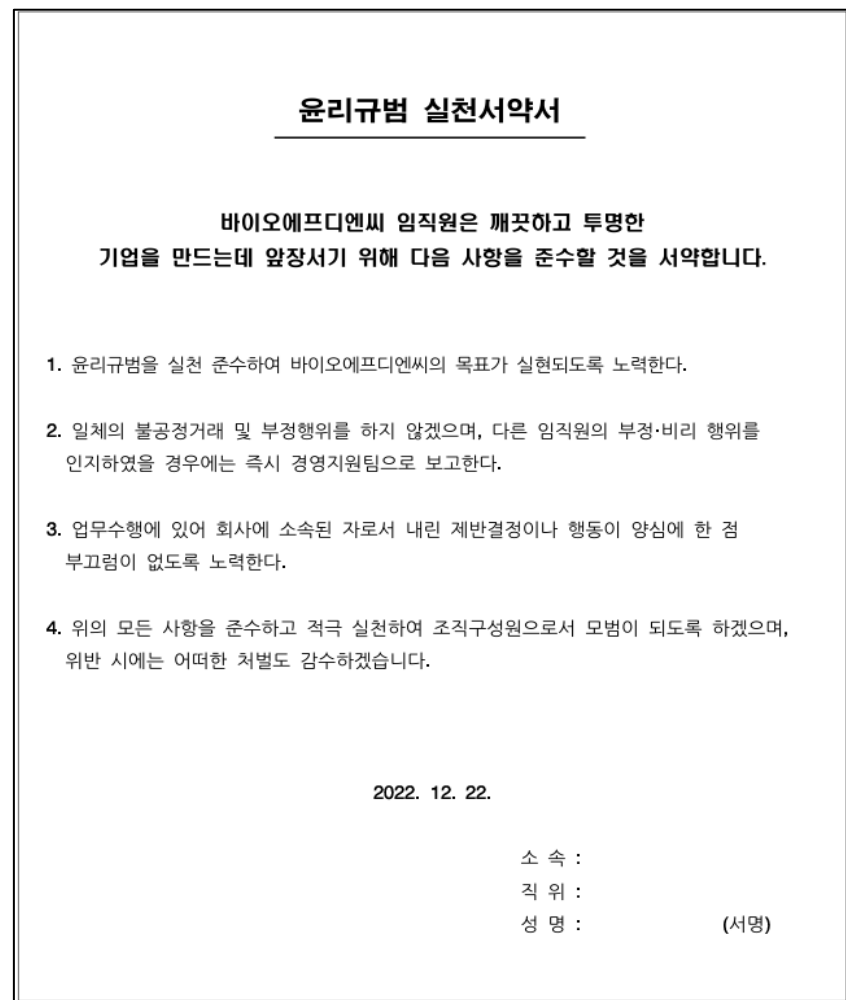 윤리규범 실천서약서
바이오에프디엔씨 임직원은 깨끗하고 투명한
기업을 만드는데 앞장서기 위해 다음 사항을 준수할 것을 서약합니다.
1. 윤리규범을 실천 준수하여 바이오에프디엔씨의 목표가 실현되도록 노력한다.
2. 일체의 불공정거래 및 부정행위를 하지 않겠으며, 다른 임직원의 부정·비리 행위를
인지하였을 경우에는 즉시 경영지원팀으로 보고한다.
3. 업무수행에 있어 회사에 소속된 자로서 내린 제반결정이나 행동이 양심에 한 점
부끄럼이 없도록 노력한다.
4. 위의 모든 사항을 준수하고 적극 실천하여 조직구성원으로서 모범이 되도록 하겠으며,
위반 시에는 어떠한 처벌도 감수하겠습니다.
2022. 12. 22.
소 속 :
직 위 :
성 명 : (서명)